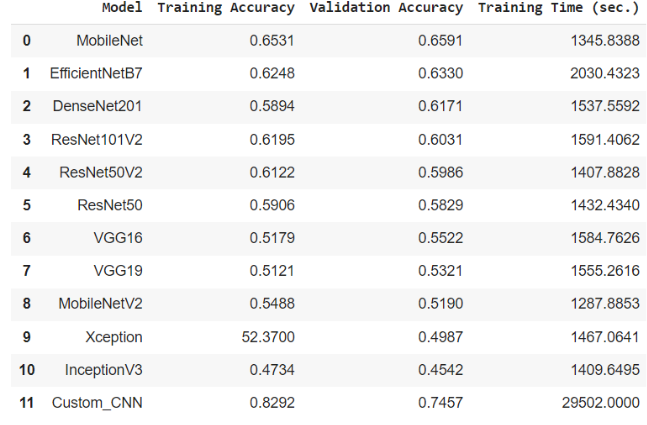 Model Training Accuracy Validation Accuracy Training Time (sec.)
0 MobileNet 0.6531 0.6591 1345.8388
1 EfficientNetB7 0.6248 0.6330 2030.4323
2 DenseNet201 0.5894 0.6171 1537.5592
3 ResNet101V2 0.6195 0.6031 1591.4062
4 ResNet50V2 0.6122 0.5986 1407.8828
5 ResNet50 0.5906 0.5829 1432.4340
6 VGG16 0.5179 0.5522 1584.7626
7 VGG19 0.5121 0.5321 1555.2616
8 MobileNetV2 0.5488 0.5190 1287.8853
9 Xception 52.3700 0.4987 1467.0641
10 InceptionV3 0.4734 0.4542 1409.6495
11 Custom_CNN 0.8292 0.7457 29502.0000